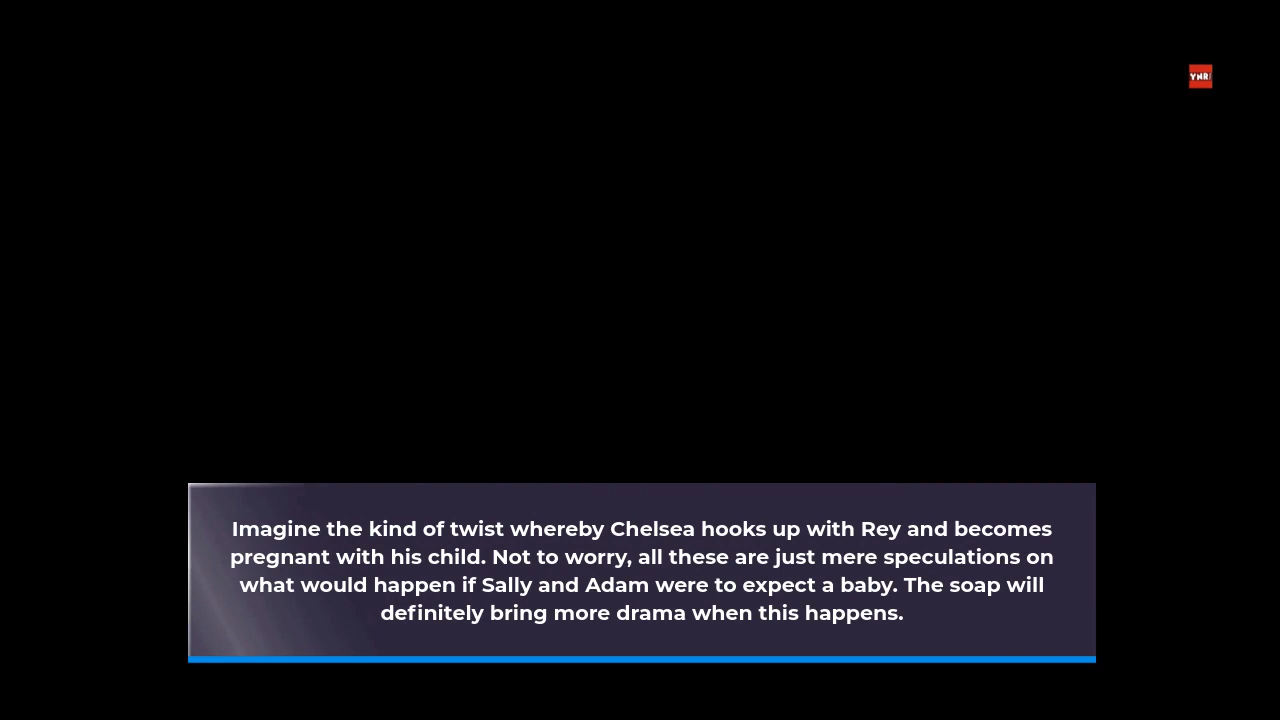 YNR
Imagine the kind of twist whereby Chelsea hooks up with Rey and becomes
pregnant with his child. Not to worry, all these are just mere speculations on
what would happen if Sally and Adam were to expect a baby. The soap will
definitely bring more drama when this happens.